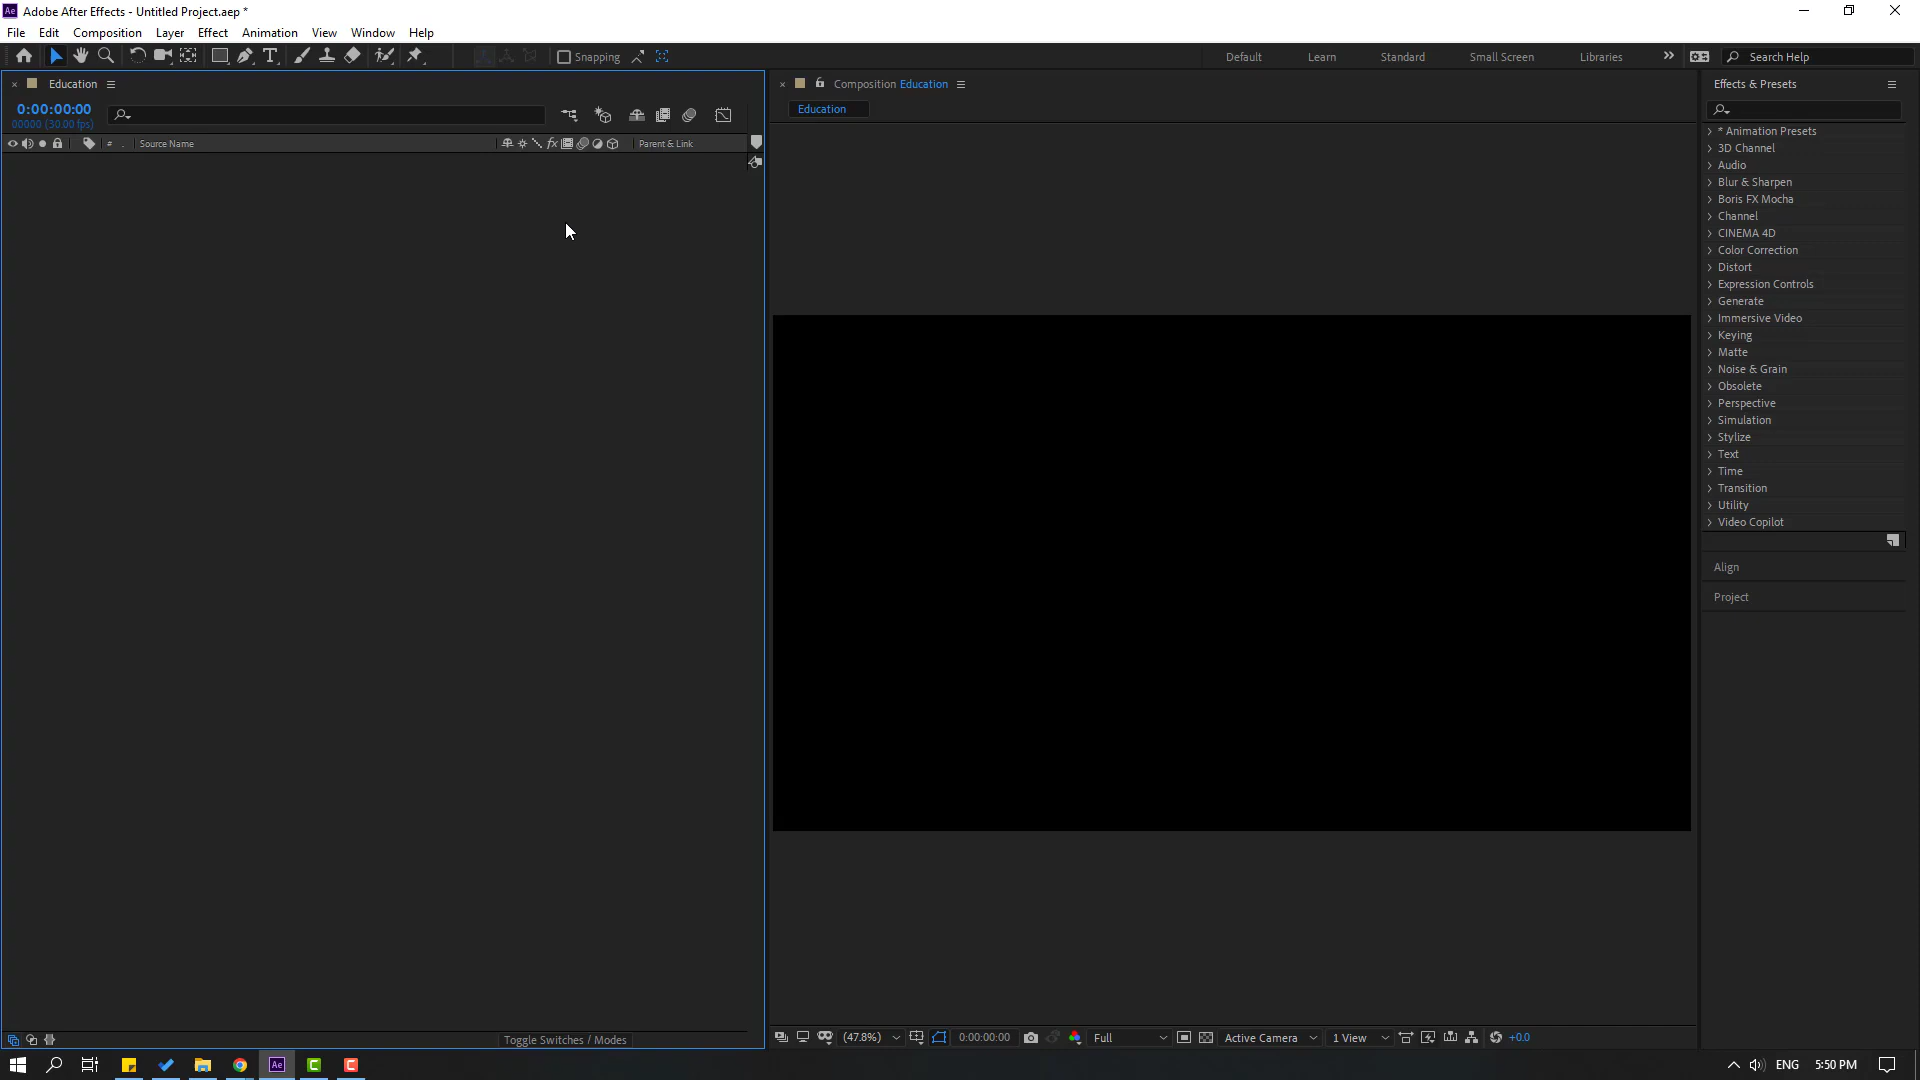 Ae Adobe After Effects - Untitled Project.aep *
File Edit Composition Layer Effect Animation View Window Help
Snapping Default Learn Standard Small Screen Libraries Search Help
Education
0:00:00:00
00000 (30.00 fps)
# . Source Name fx Parent & Link
Toggle Switches / Modes
Composition Education
Education
(47.8%) 0:00:00:00 Full Active Camera 1 View +0.0
Effects & Presets
* Animation Presets
3D Channel
Audio
Blur & Sharpen
Boris FX Mocha
Channel
CINEMA 4D
Color Correction
Distort
Expression Controls
Generate
Immersive Video
Keying
Matte
Noise & Grain
Obsolete
Perspective
Simulation
Stylize
Text
Time
Transition
Utility
Video Copilot
Align
Project
Ae ENG 5:50 PM